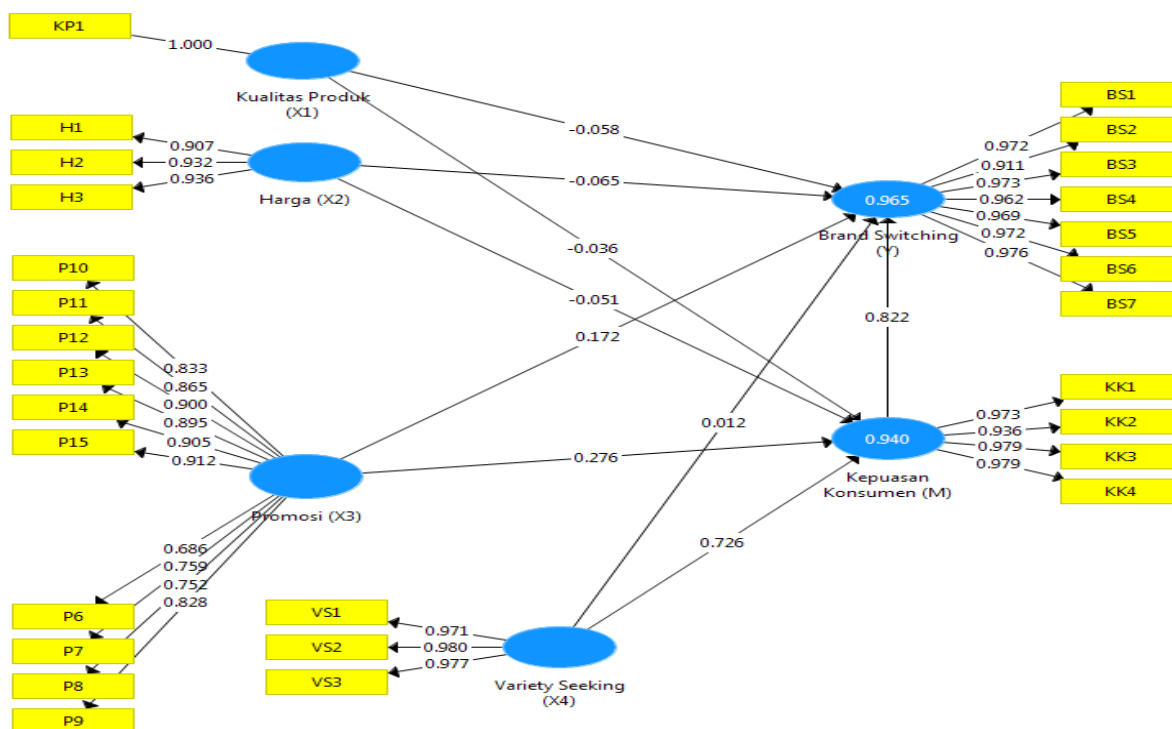 KP1
1.000
Kualitas Produk
(X1)
H1
H2
H3
0.907
0.932
0.936
Harga (X2)
P10
P11
P12
P13
P14
P15
0.833
0.865
0.900
0.895
0.905
0.912
Promosi (X3)
0.686
0.759
0.752
0.828
P6
P7
P8
P9
VS1
VS2
VS3
0.971
0.980
0.977
Variety Seeking
(X4)
-0.058
-0.065
-0.036
-0.051
0.172
0.012
0.276
0.726
0.822
0.965
Brand Switching
(Y)
0.972
0.911
0.973
0.962
0.969
0.972
0.976
BS1
BS2
BS3
BS4
BS5
BS6
BS7
0.940
Kepuasan
Konsumen (M)
0.973
0.936
0.979
0.979
KK1
KK2
KK3
KK4